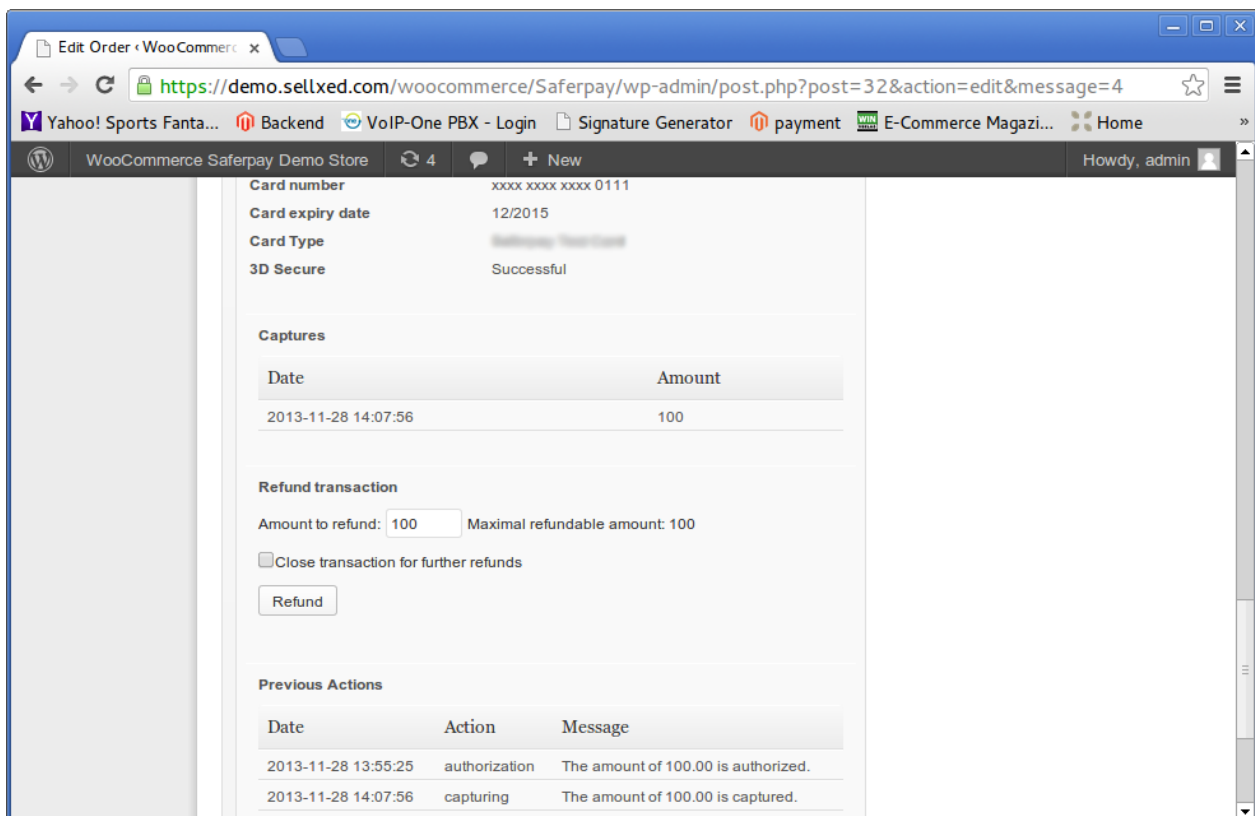 Edit Order ‹ WooCommerc
https://demo.sellxed.com/woocommerce/Saferpay/wp-admin/post.php?post=32&action=edit&message=4
Yahoo! Sports Fanta... Backend VoIP-One PBX - Login Signature Generator payment E-Commerce Magazi... Home »
WooCommerce Saferpay Demo Store 4 + New Howdy, admin
Card number xxxx xxxx xxxx 0111
Card expiry date 12/2015
Card Type
3D Secure Successful
Captures
Date Amount
2013-11-28 14:07:56 100
Refund transaction
Amount to refund: 100 Maximal refundable amount: 100
Close transaction for further refunds
Refund
Previous Actions
Date Action Message
2013-11-28 13:55:25 authorization The amount of 100.00 is authorized.
2013-11-28 14:07:56 capturing The amount of 100.00 is captured.